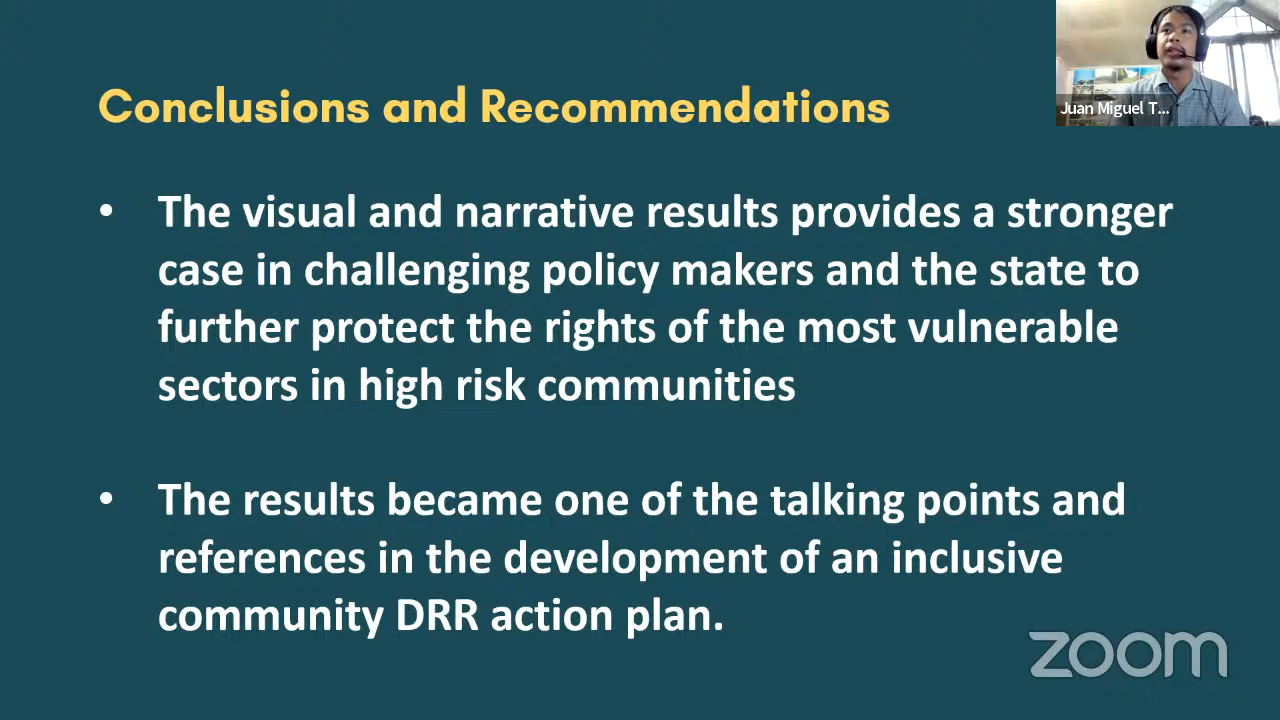 Conclusions and Recommendations
Juan Miguel T...
• The visual and narrative results provides a stronger
case in challenging policy makers and the state to
further protect the rights of the most vulnerable
sectors in high risk communities
• The results became one of the talking points and
references in the development of an inclusive
community DRR action plan.
zoom